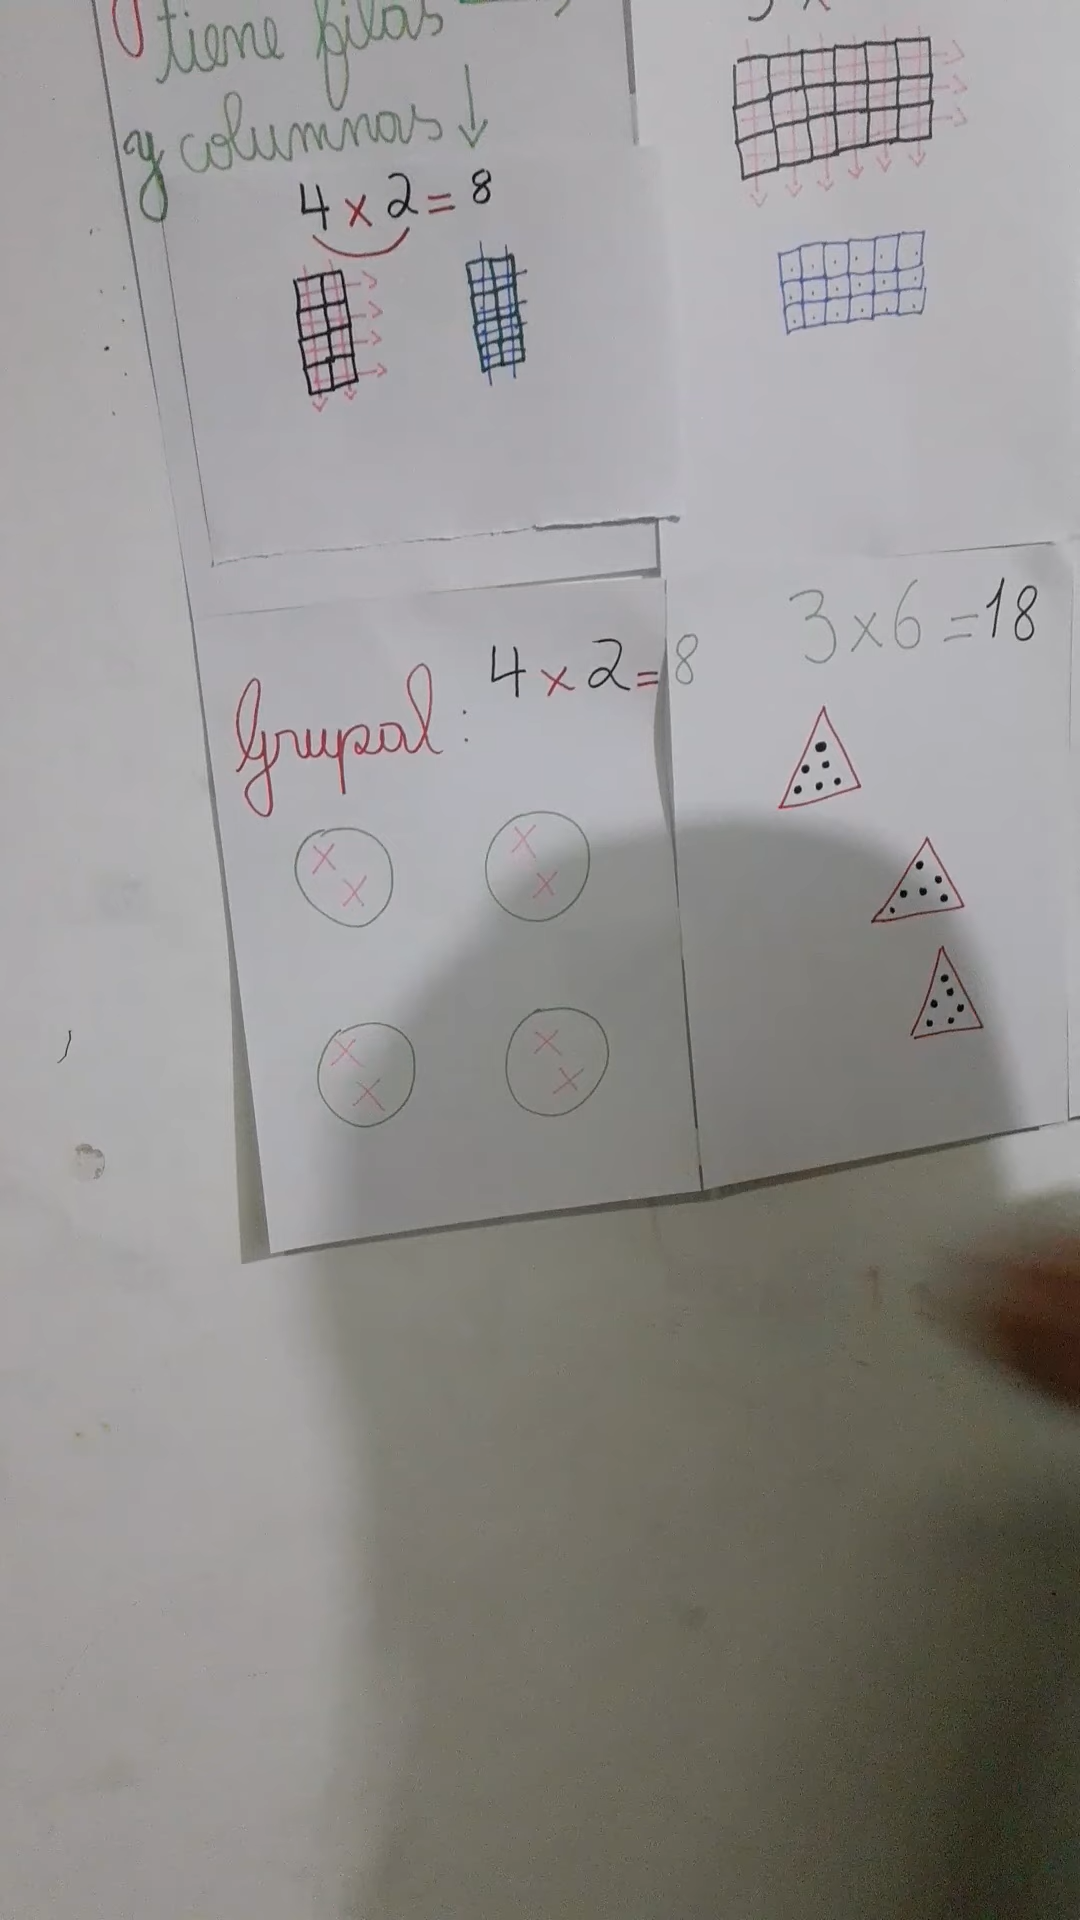 tiene filas
y columnas
4 x 2 = 8
Grupal: 4 x 2 = 8
3 x 6 = 18